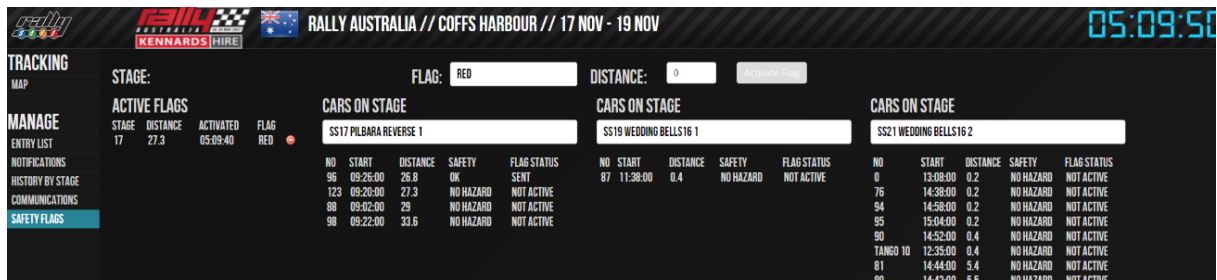 rally SAFE
rally AUSTRALIA
KENNARDS HIRE
RALLY AUSTRALIA // COFFS HARBOUR // 17 NOV - 19 NOV
05:09:50
TRACKING
MAP
MANAGE
ENTRY LIST
NOTIFICATIONS
HISTORY BY STAGE
COMMUNICATIONS
SAFETY FLAGS
STAGE: FLAG: RED DISTANCE: 0 Activate Flag
ACTIVE FLAGS
STAGE DISTANCE ACTIVATED FLAG
17 27.3 05:09:40 RED
CARS ON STAGE
SS17 PILBARA REVERSE 1
NO START DISTANCE SAFETY FLAG STATUS
96 09:26:00 26.8 OK SENT
123 09:20:00 27.3 NO HAZARD NOT ACTIVE
88 09:02:00 29 NO HAZARD NOT ACTIVE
98 09:22:00 33.6 NO HAZARD NOT ACTIVE
CARS ON STAGE
SS19 WEDDING BELLS16 1
NO START DISTANCE SAFETY FLAG STATUS
87 11:38:00 0.4 NO HAZARD NOT ACTIVE
CARS ON STAGE
SS21 WEDDING BELLS16 2
NO START DISTANCE SAFETY FLAG STATUS
0 13:08:00 0.2 NO HAZARD NOT ACTIVE
76 14:38:00 0.2 NO HAZARD NOT ACTIVE
94 14:58:00 0.2 NO HAZARD NOT ACTIVE
95 15:04:00 0.2 NO HAZARD NOT ACTIVE
90 14:52:00 0.4 NO HAZARD NOT ACTIVE
TANGO 10 12:35:00 0.4 NO HAZARD NOT ACTIVE
81 14:44:00 5.4 NO HAZARD NOT ACTIVE